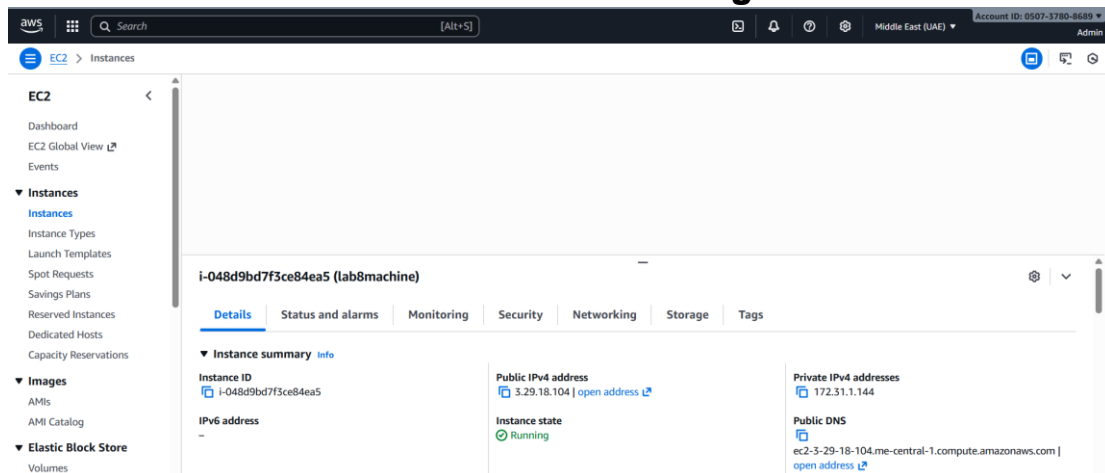 aws
Search
[Alt+S]
Middle East (UAE)
Account ID: 0507-3780-8689
Admin
EC2 > Instances
EC2
Dashboard
EC2 Global View
Events
Instances
Instances
Instance Types
Launch Templates
Spot Requests
Savings Plans
Reserved Instances
Dedicated Hosts
Capacity Reservations
Images
AMIs
AMI Catalog
Elastic Block Store
Volumes
i-048d9bd7f3ce84ea5 (lab8machine)
Details Status and alarms Monitoring Security Networking Storage Tags
Instance summary Info
Instance ID
i-048d9bd7f3ce84ea5
Public IPv4 address
3.29.18.104 | open address
Private IPv4 addresses
172.31.1.144
IPv6 address
–
Instance state
Running
Public DNS
ec2-3-29-18-104.me-central-1.compute.amazonaws.com |
open address